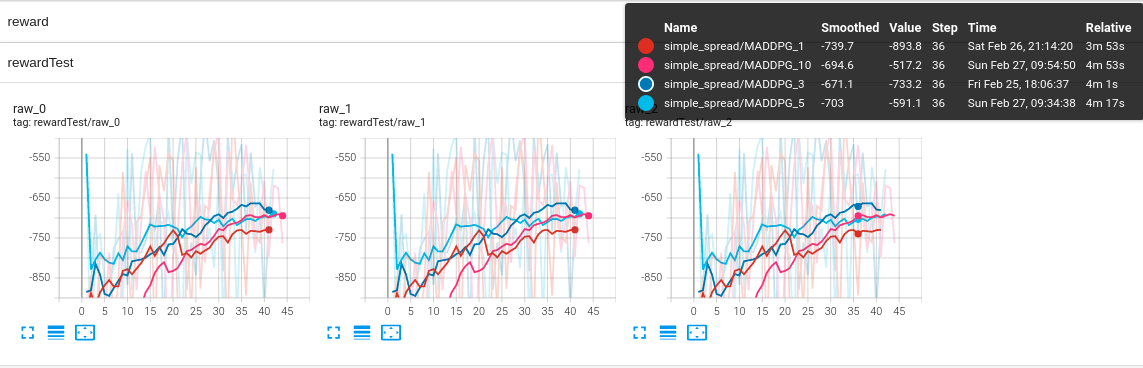 reward
rewardTest
Name Smoothed Value Step Time Relative
simple_spread/MADDPG_1 -739.7 -893.8 36 Sat Feb 26, 21:14:20 3m 53s
simple_spread/MADDPG_10 -694.6 -517.2 36 Sun Feb 27, 09:54:50 4m 53s
simple_spread/MADDPG_3 -671.1 -733.2 36 Fri Feb 25, 18:06:37 4m 1s
simple_spread/MADDPG_5 -703 -591.1 36 Sun Feb 27, 09:34:38 4m 17s
raw_0
tag: rewardTest/raw_0
-550
-650
-750
-850
0 5 10 15 20 25 30 35 40 45
raw_1
tag: rewardTest/raw_1
-550
-650
-750
-850
0 5 10 15 20 25 30 35 40 45
raw_2
tag: rewardTest/raw_2
-550
-650
-750
-850
0 5 10 15 20 25 30 35 40 45